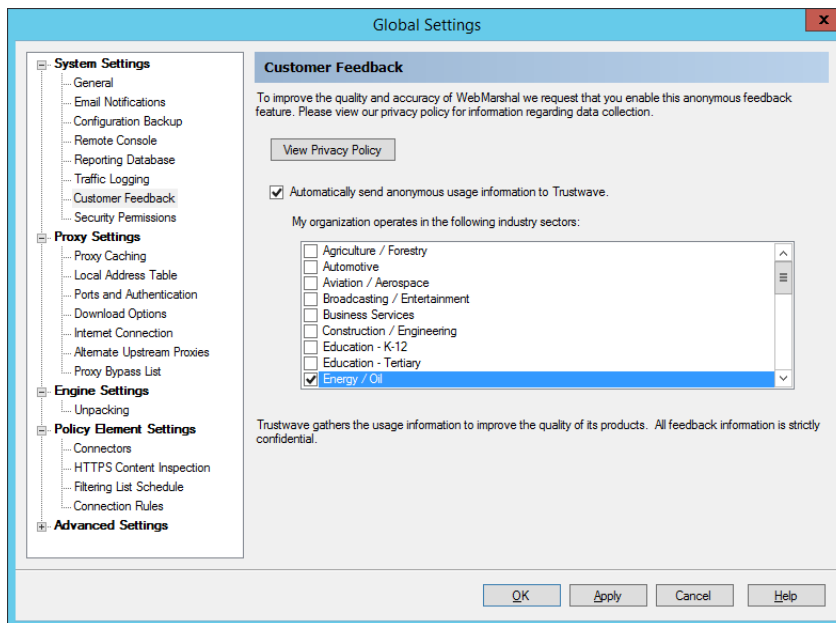 Global Settings
x
System Settings
General
Email Notifications
Configuration Backup
Remote Console
Reporting Database
Traffic Logging
Customer Feedback
Security Permissions
Proxy Settings
Proxy Caching
Local Address Table
Ports and Authentication
Download Options
Internet Connection
Alternate Upstream Proxies
Proxy Bypass List
Engine Settings
Unpacking
Policy Element Settings
Connectors
HTTPS Content Inspection
Filtering List Schedule
Connection Rules
Advanced Settings
Customer Feedback
To improve the quality and accuracy of WebMarshal we request that you enable this anonymous feedback
feature. Please view our privacy policy for information regarding data collection.
View Privacy Policy
Automatically send anonymous usage information to Trustwave.
My organization operates in the following industry sectors:
Agriculture / Forestry
Automotive
Aviation / Aerospace
Broadcasting / Entertainment
Business Services
Construction / Engineering
Education - K-12
Education - Tertiary
Energy / Oil
Trustwave gathers the usage information to improve the quality of its products. All feedback information is strictly
confidential.
OK
Apply
Cancel
Help